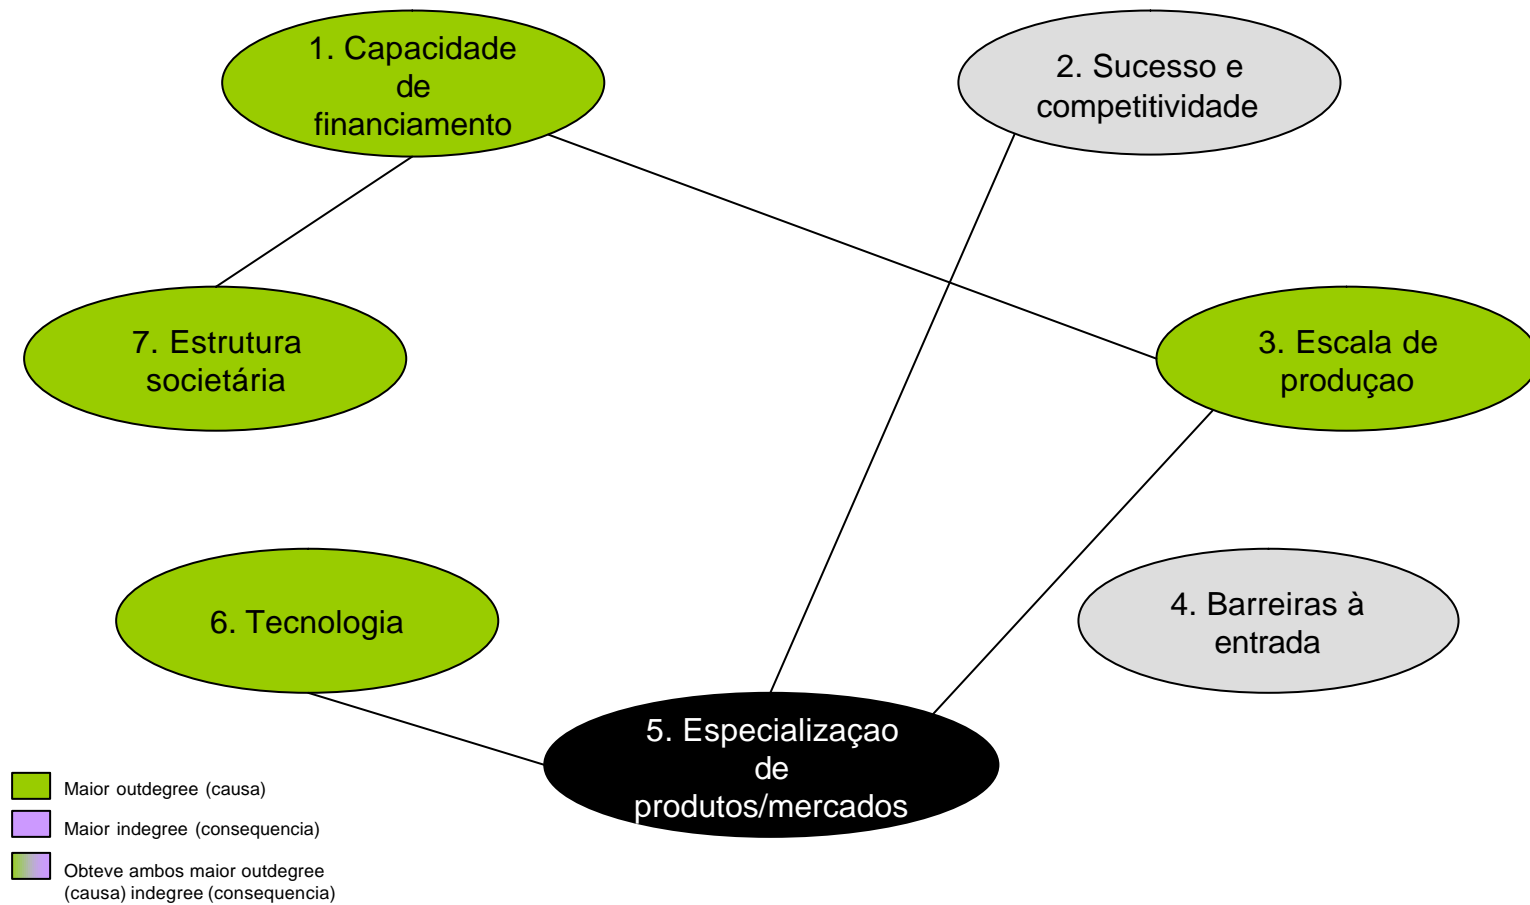 1. Capacidade
de
financiamento
2. Sucesso e
competitividade
7. Estrutura
societária
3. Escala de
produçao
6. Tecnologia
4. Barreiras à
entrada
5. Especializaçao
de
produtos/mercados
Maior outdegree (causa)
Maior indegree (consequencia)
Obteve ambos maior outdegree
(causa) indegree (consequencia)